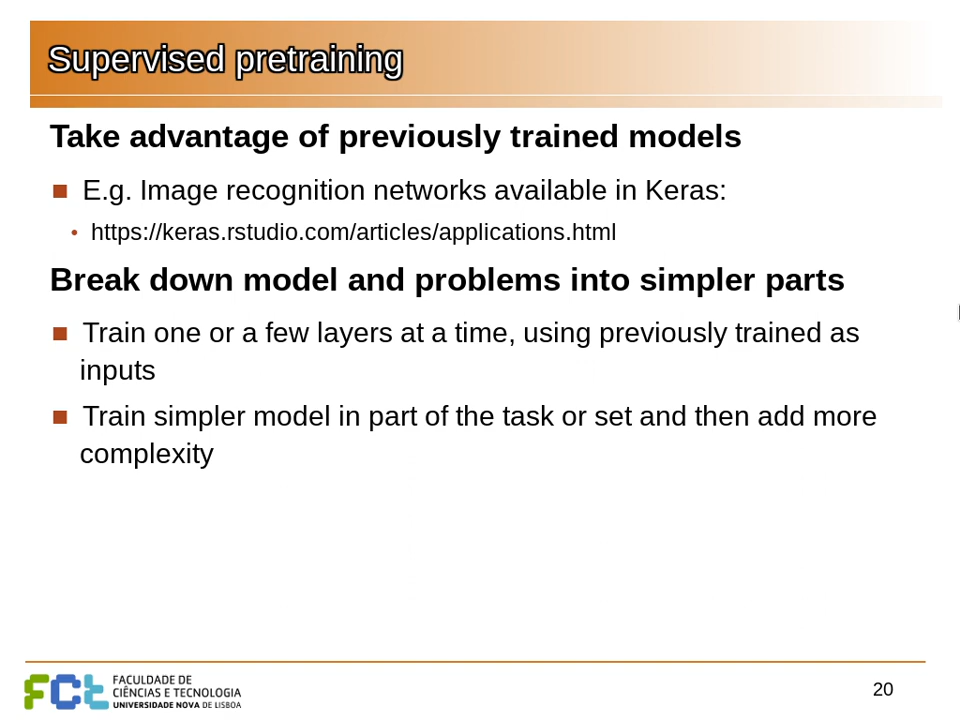 Supervised pretraining
Take advantage of previously trained models
E.g. Image recognition networks available in Keras:
https://keras.rstudio.com/articles/applications.html
Break down model and problems into simpler parts
Train one or a few layers at a time, using previously trained as
inputs
Train simpler model in part of the task or set and then add more
complexity
FCt
FACULDADE DE
CIÊNCIAS E TECNOLOGIA
UNIVERSIDADE NOVA DE LISBOA
20